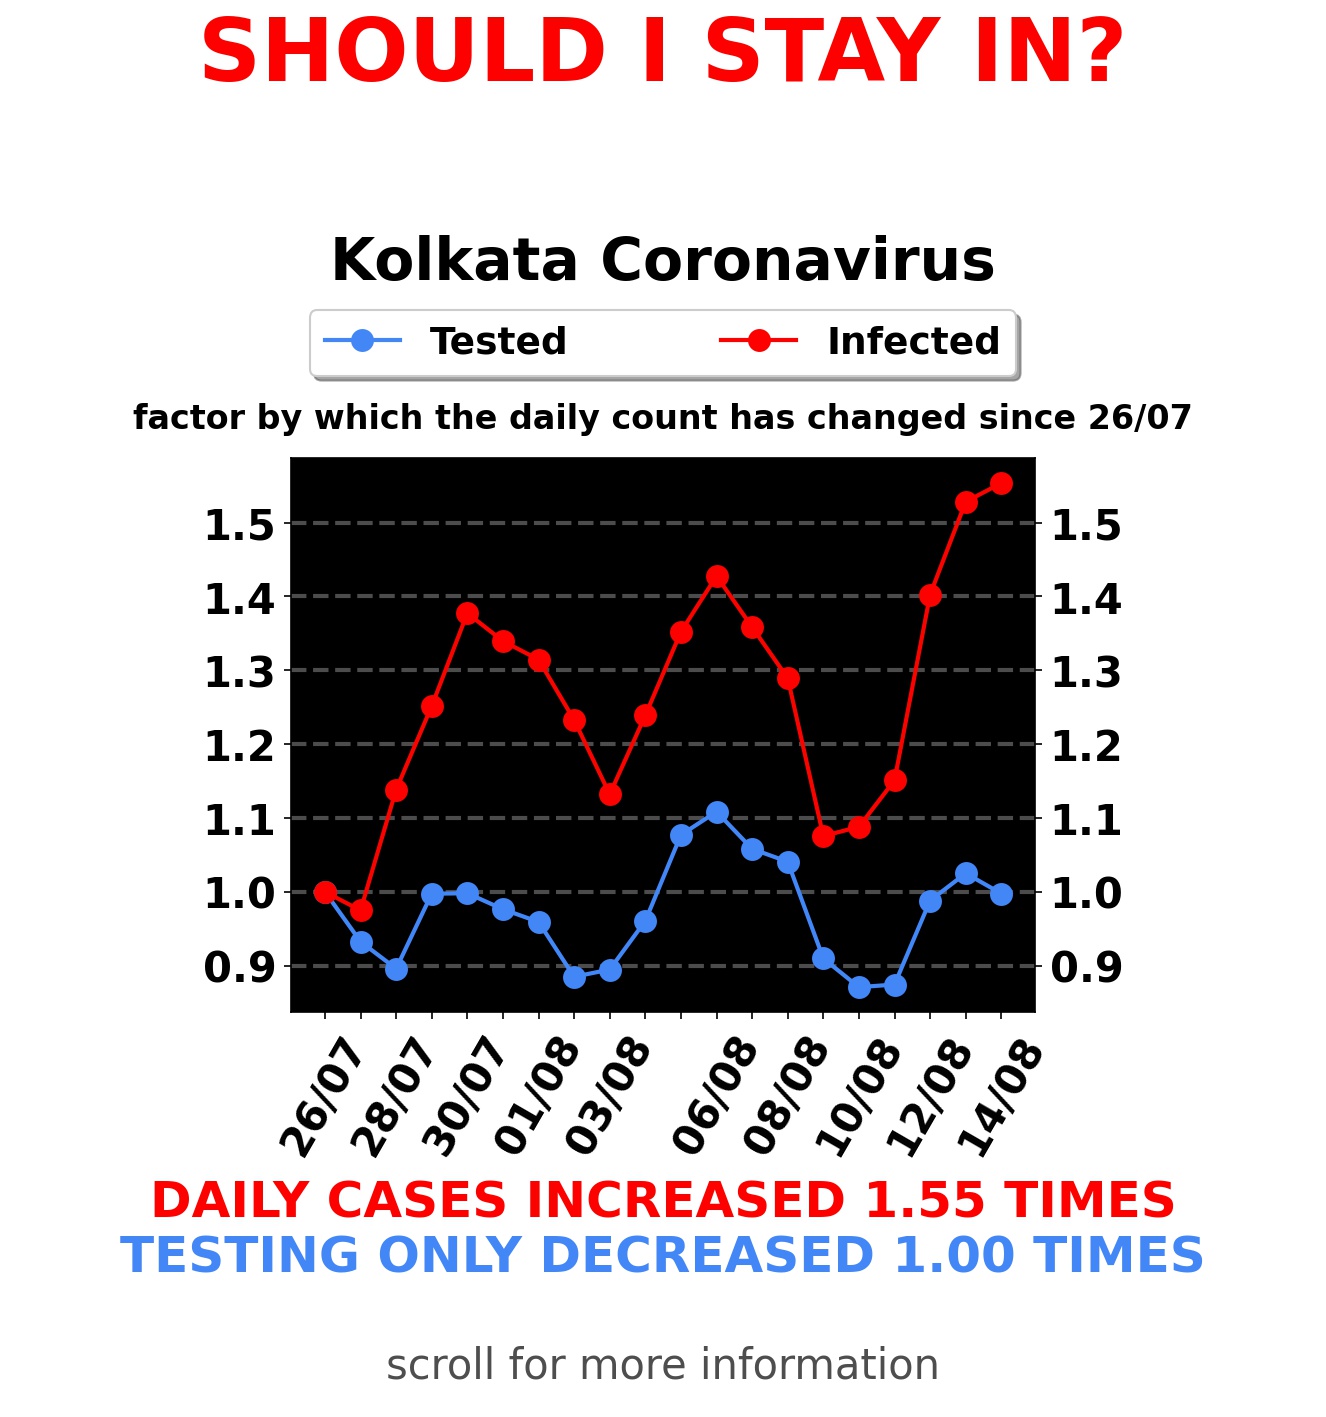 SHOULD I STAY IN?
Kolkata Coronavirus
Tested Infected
factor by which the daily count has changed since 26/07
1.5 1.5
1.4 1.4
1.3 1.3
1.2 1.2
1.1 1.1
1.0 1.0
0.9 0.9
26/07 28/07 30/07 01/08 03/08 06/08 08/08 10/08 12/08 14/08
DAILY CASES INCREASED 1.55 TIMES
TESTING ONLY DECREASED 1.00 TIMES
scroll for more information